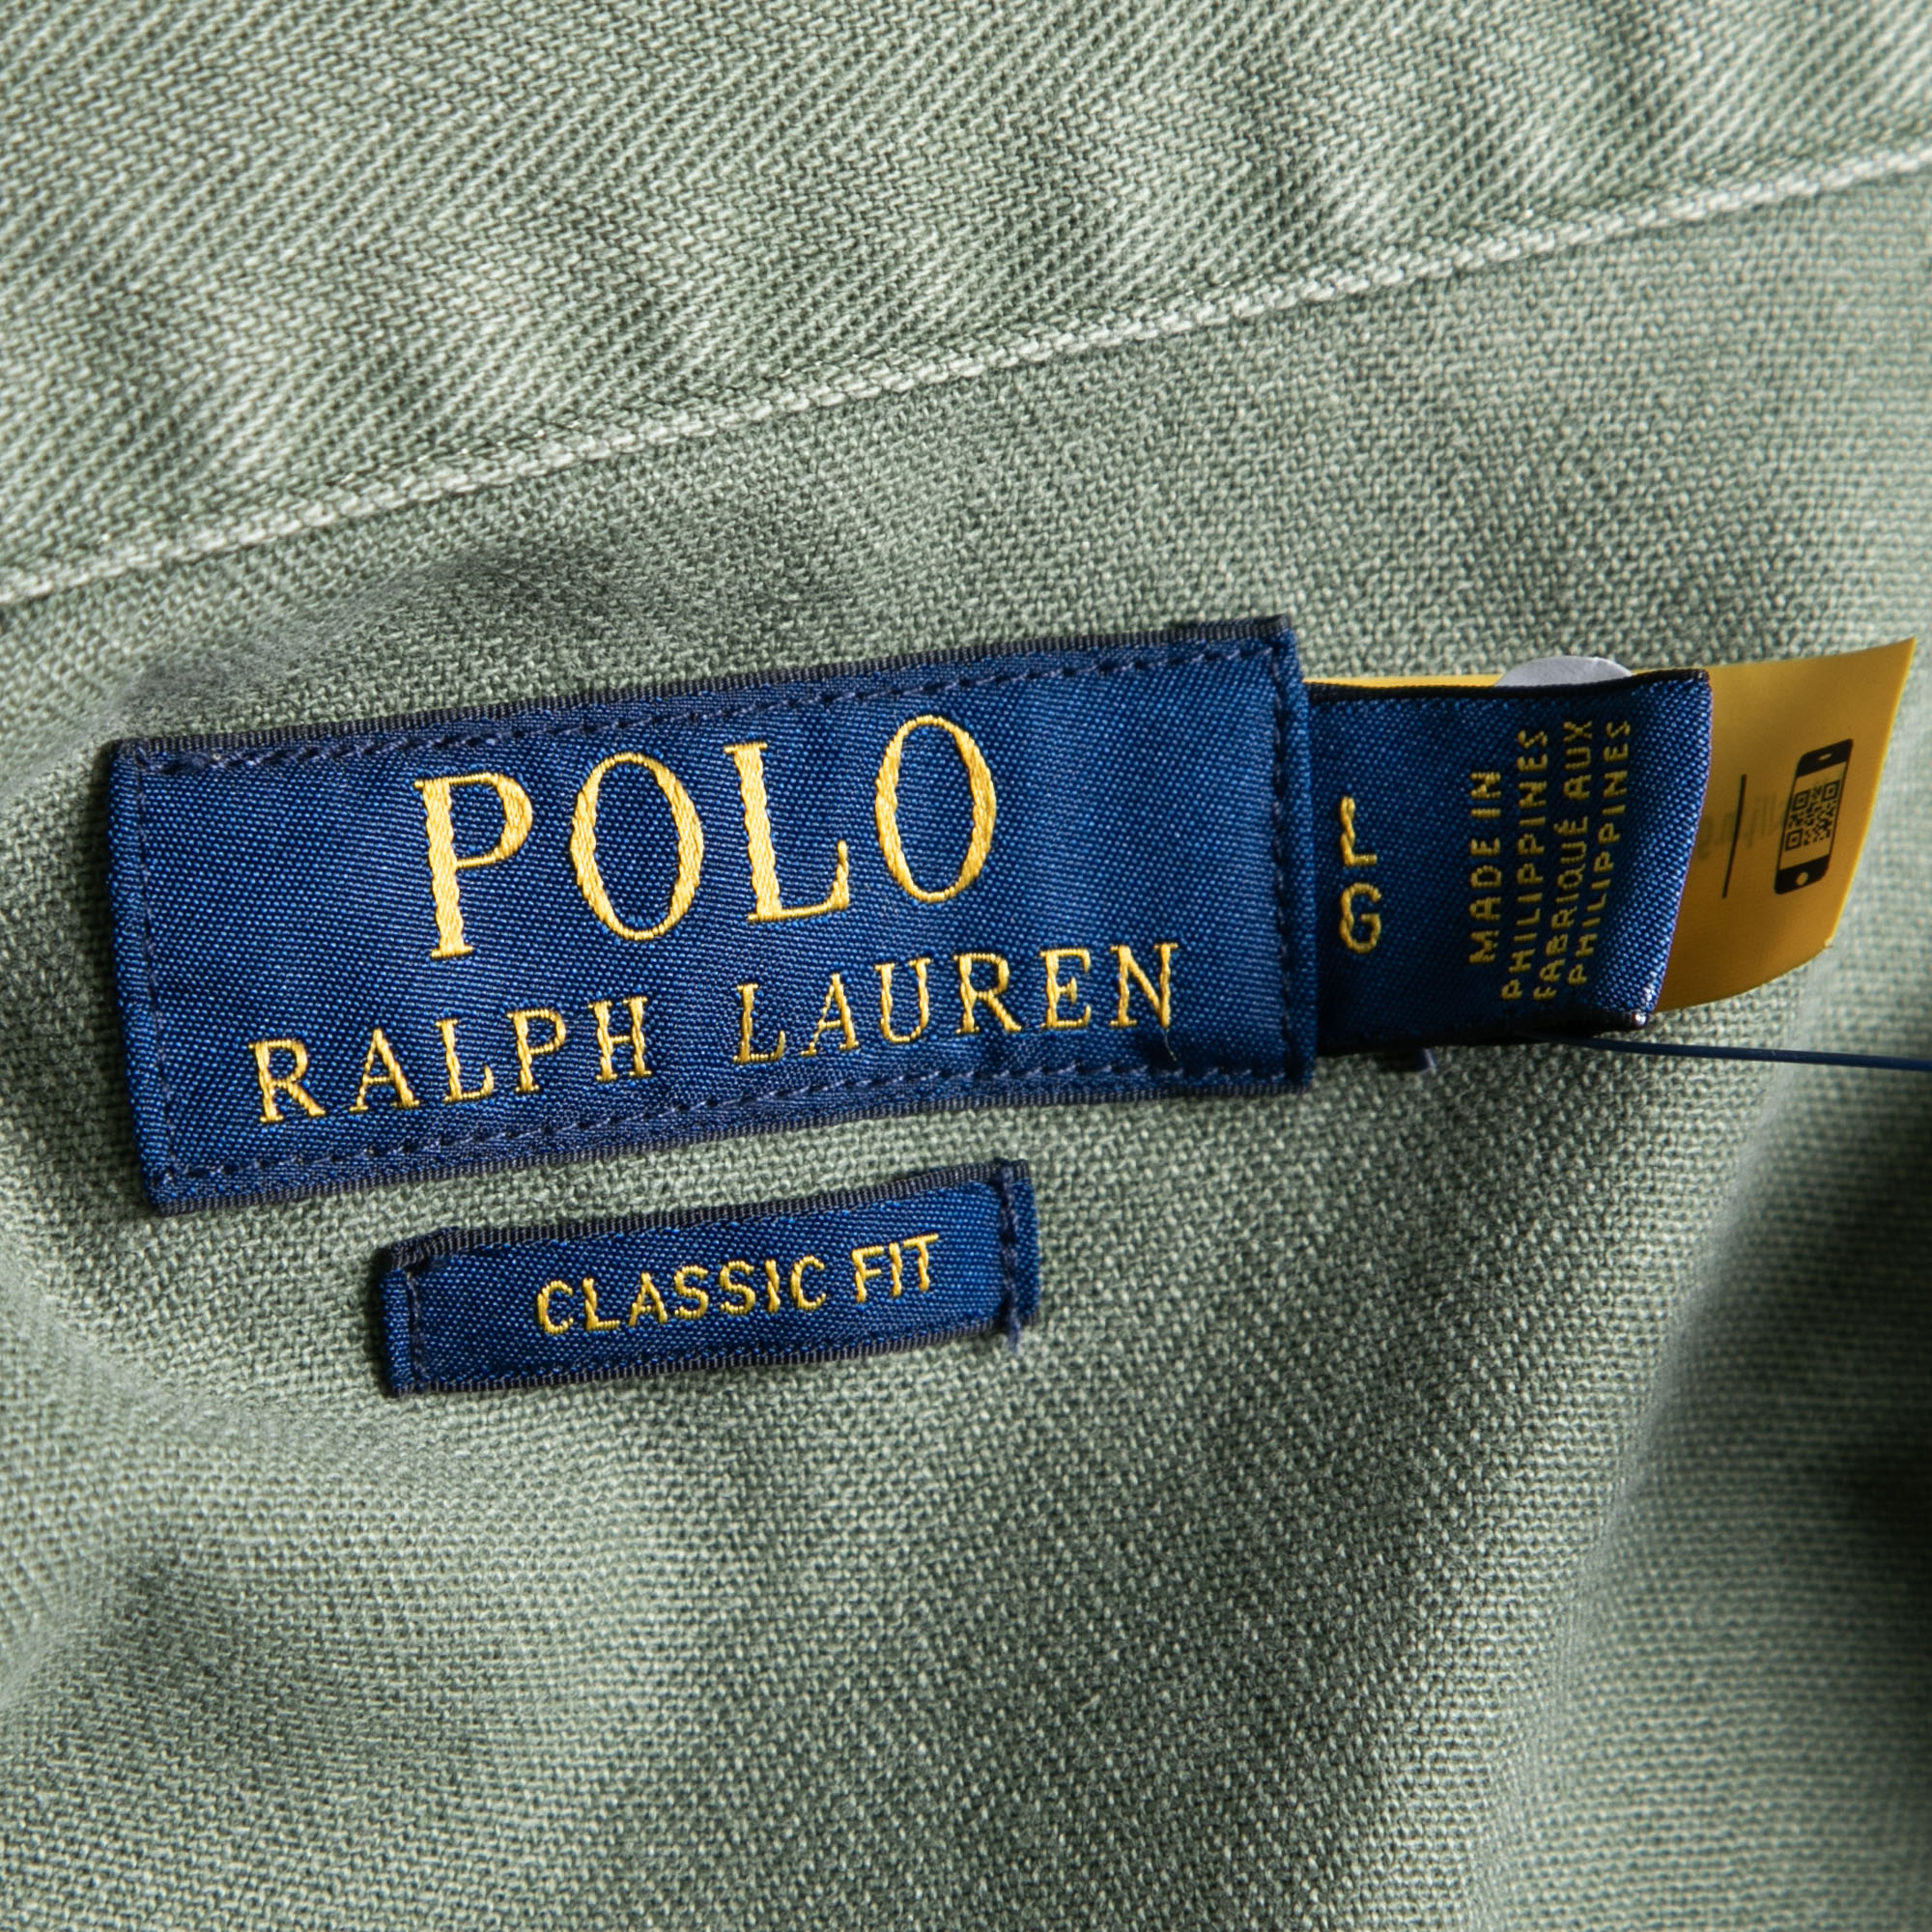 POLO
RALPH LAUREN
L
G
MADE IN
PHILIPPINES
FABRIQUÉ AUX
PHILIPPINES
CLASSIC FIT